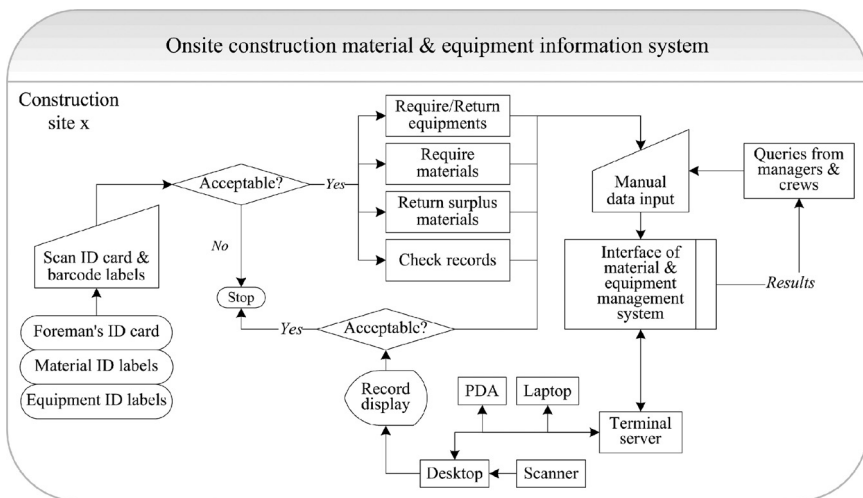 Onsite construction material & equipment information system
Construction
site x
Require/Return
equipments
Require
materials
Return surplus
materials
Check records
Acceptable?
Yes
No
Scan ID card &
barcode labels
Stop
Foreman's ID card
Material ID labels
Equipment ID labels
Manual
data input
Queries from
managers &
crews
Interface of
material &
equipment
management
system
Results
Yes
Acceptable?
Record
display
PDA
Laptop
Terminal
server
Desktop
Scanner